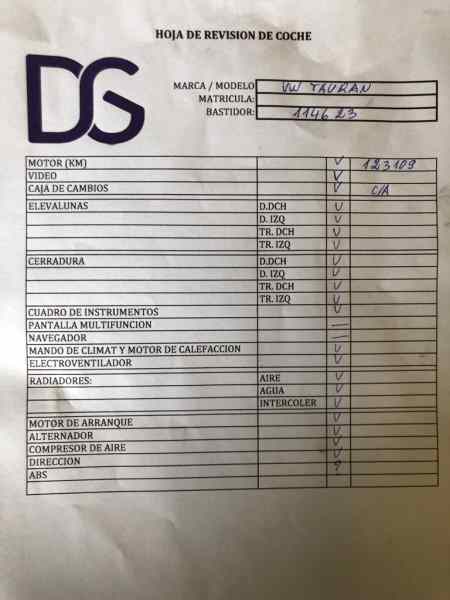 HOJA DE REVISION DE COCHE
DG
MARCA / MODELO VW TAURAN
MATRICULA:
BASTIDOR: 114623
MOTOR (KM) V 123109
VIDEO V
CAJA DE CAMBIOS V C/A
ELEVALUNAS D.DCH V
D. IZQ V
TR. DCH V
TR. IZQ V
CERRADURA D.DCH V
D. IZQ V
TR. DCH V
TR. IZQ V
CUADRO DE INSTRUMENTOS V
PANTALLA MULTIFUNCION —
NAVEGADOR —
MANDO DE CLIMAT Y MOTOR DE CALEFACCION V
ELECTROVENTILADOR V
RADIADORES: AIRE V
AGUA V
INTERCOLER V
MOTOR DE ARRANQUE V
ALTERNADOR V
COMPRESOR DE AIRE V
DIRECCION V
ABS ?